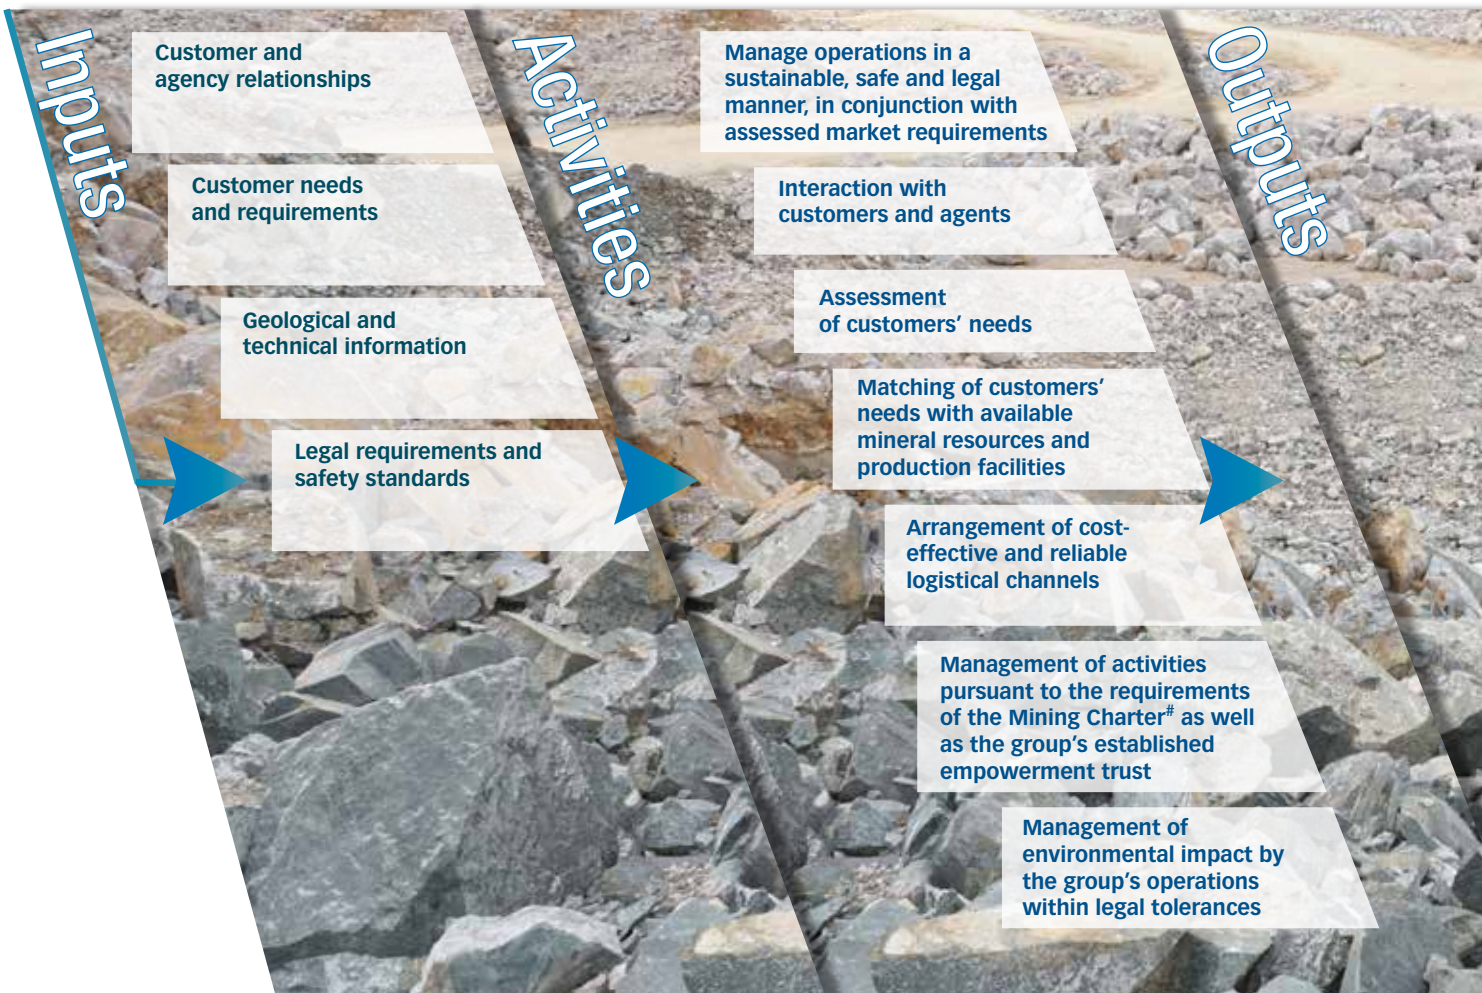 Inputs
Customer and
agency relationships
Customer needs
and requirements
Geological and
technical information
Legal requirements and
safety standards
Activities
Manage operations in a
sustainable, safe and legal
manner, in conjunction with
assessed market requirements
Interaction with
customers and agents
Assessment
of customers’ needs
Matching of customers’
needs with available
mineral resources and
production facilities
Arrangement of cost-
effective and reliable
logistical channels
Management of activities
pursuant to the requirements
of the Mining Charter# as well
as the group’s established
empowerment trust
Management of
environmental impact by
the group’s operations
within legal tolerances
Outputs